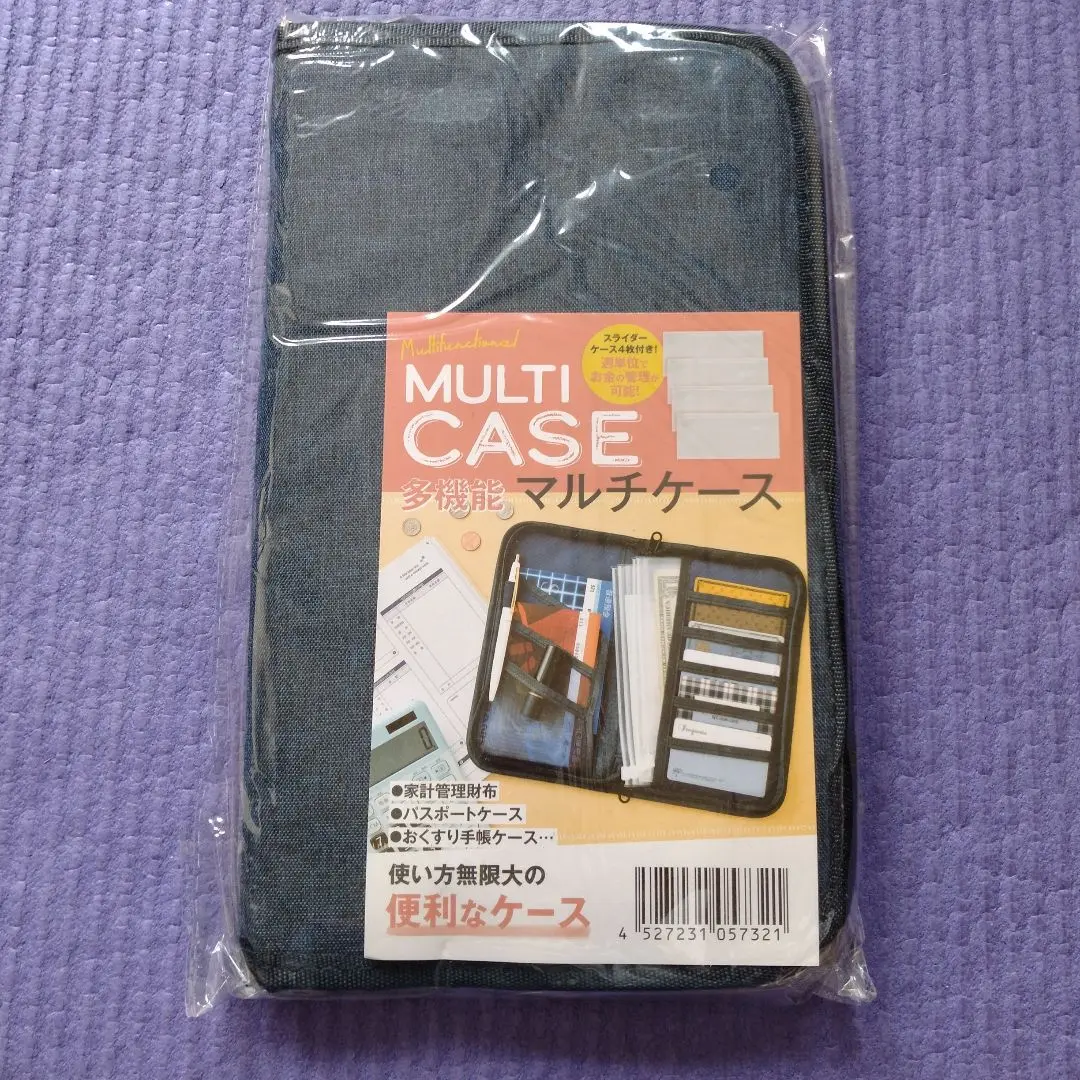 Multifunctional
MULTI
CASE
スライダー
ケース4枚付き!
週単位で
お金の管理が
可能!
多機能 マルチケース
●家計管理財布
●パスポートケース
●おくすり手帳ケース…
使い方無限大の
便利なケース
4 527231 057321